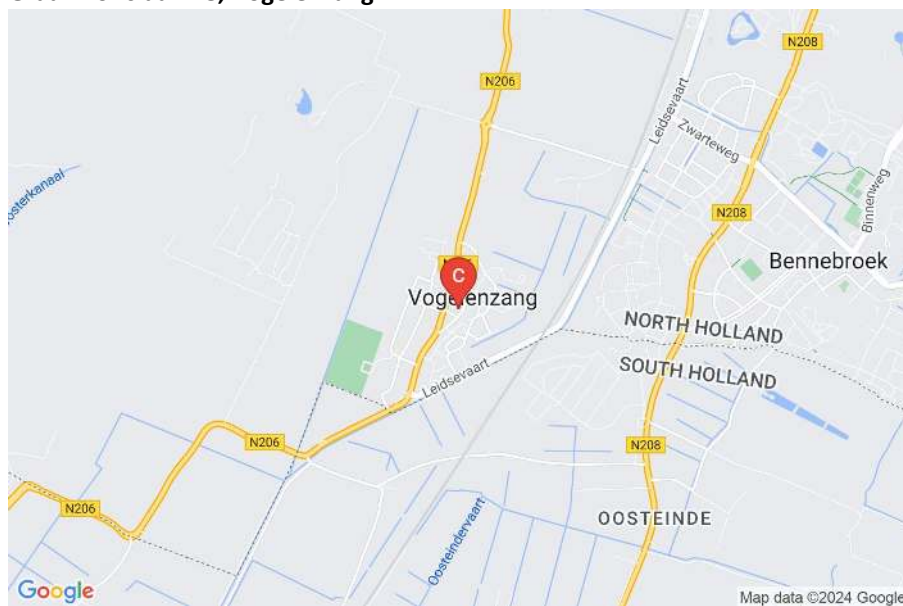 N208
N206
Leidsevaart
Zwarteweg
Binnenweg
N208
Bennebroek
C
Vogelenzang
NORTH HOLLAND
SOUTH HOLLAND
Leidsevaart
N206
N208
N206
OOSTEINDE
Oosteindervaart
Google
Map data ©2024 Google